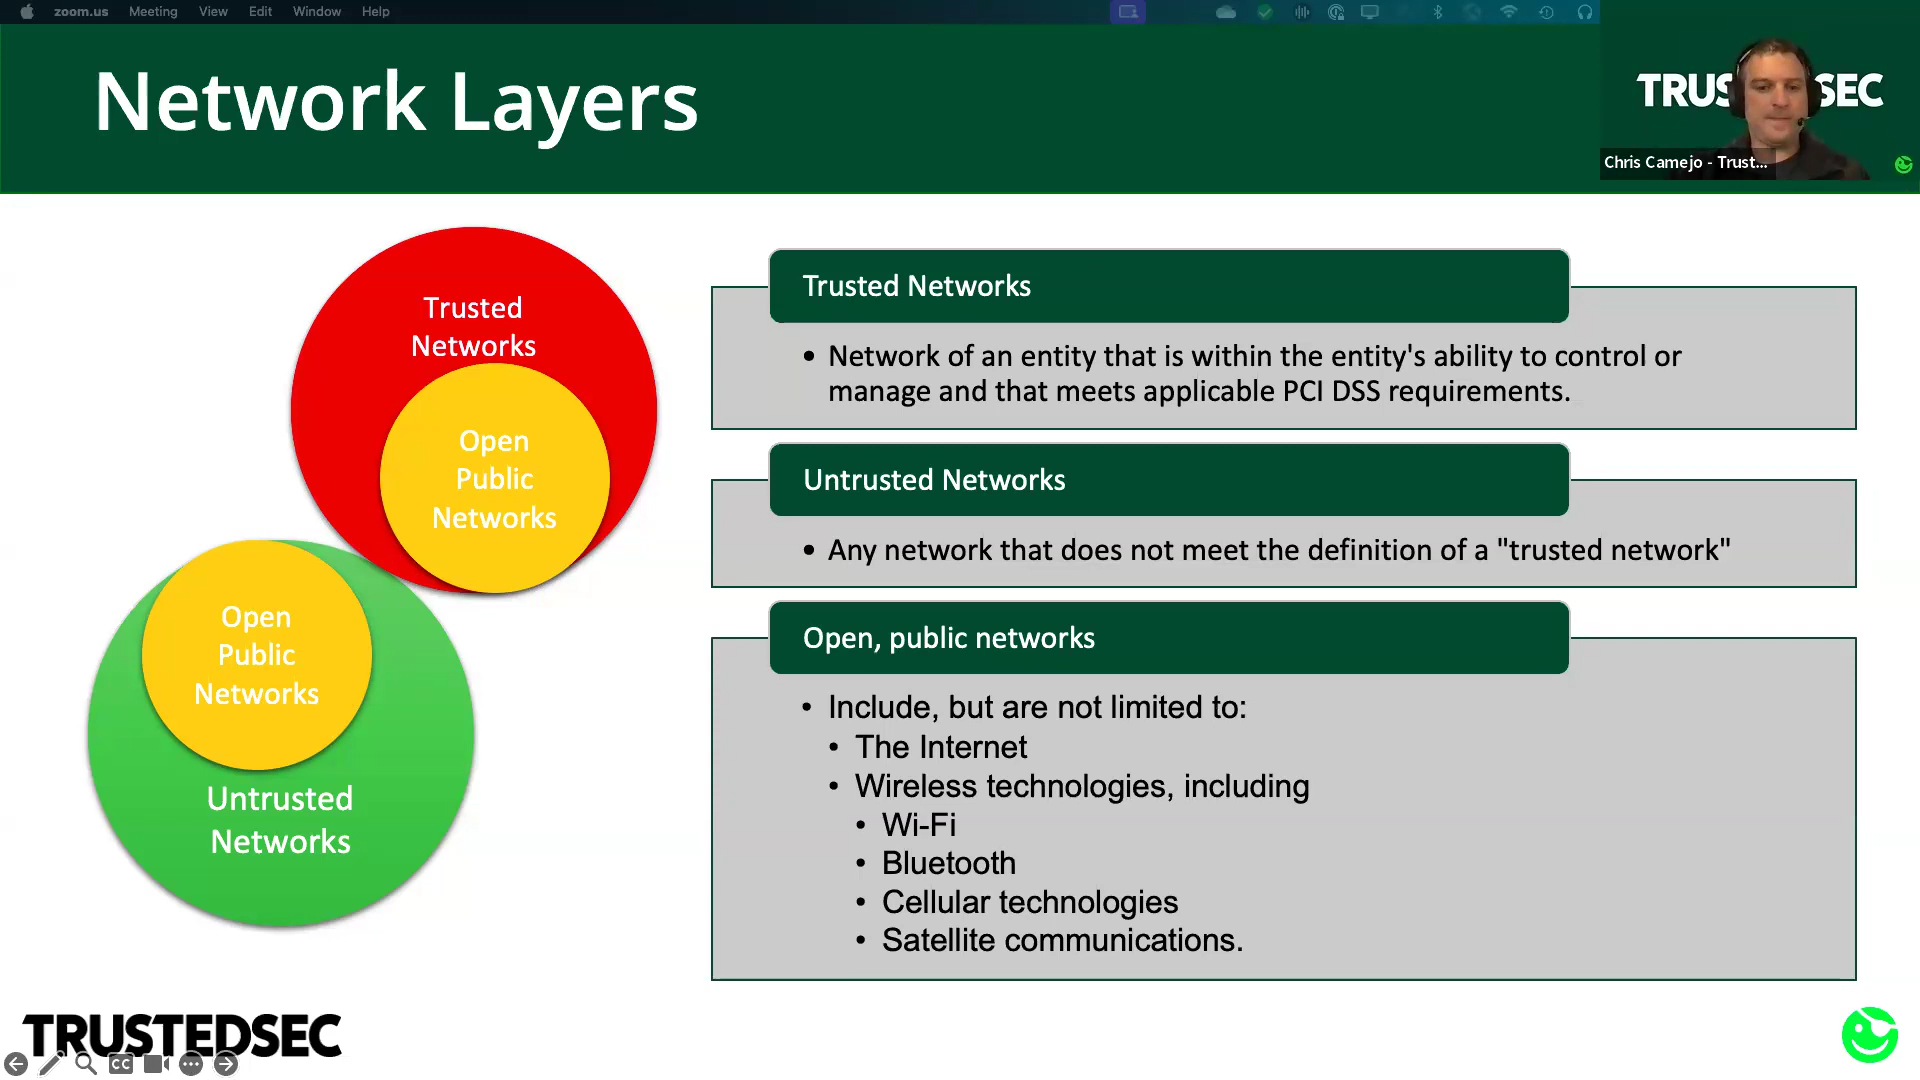 zoom.us Meeting View Edit Window Help
Network Layers
TRUSTEDSEC
Chris Camejo - Trust...
Trusted
Networks
Open
Public
Networks
Open
Public
Networks
Untrusted
Networks
Trusted Networks
• Network of an entity that is within the entity's ability to control or
manage and that meets applicable PCI DSS requirements.
Untrusted Networks
• Any network that does not meet the definition of a "trusted network"
Open, public networks
• Include, but are not limited to:
• The Internet
• Wireless technologies, including
• Wi-Fi
• Bluetooth
• Cellular technologies
• Satellite communications.
TRUSTEDSEC
CC